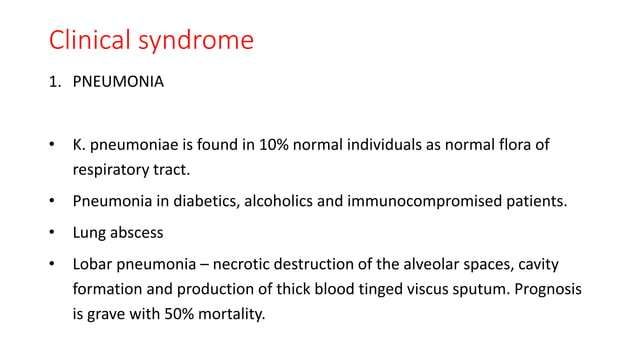 Clinical syndrome
1. PNEUMONIA
• K. pneumoniae is found in 10% normal individuals as normal flora of
respiratory tract.
• Pneumonia in diabetics, alcoholics and immunocompromised patients.
• Lung abscess
• Lobar pneumonia – necrotic destruction of the alveolar spaces, cavity
formation and production of thick blood tinged viscus sputum. Prognosis
is grave with 50% mortality.